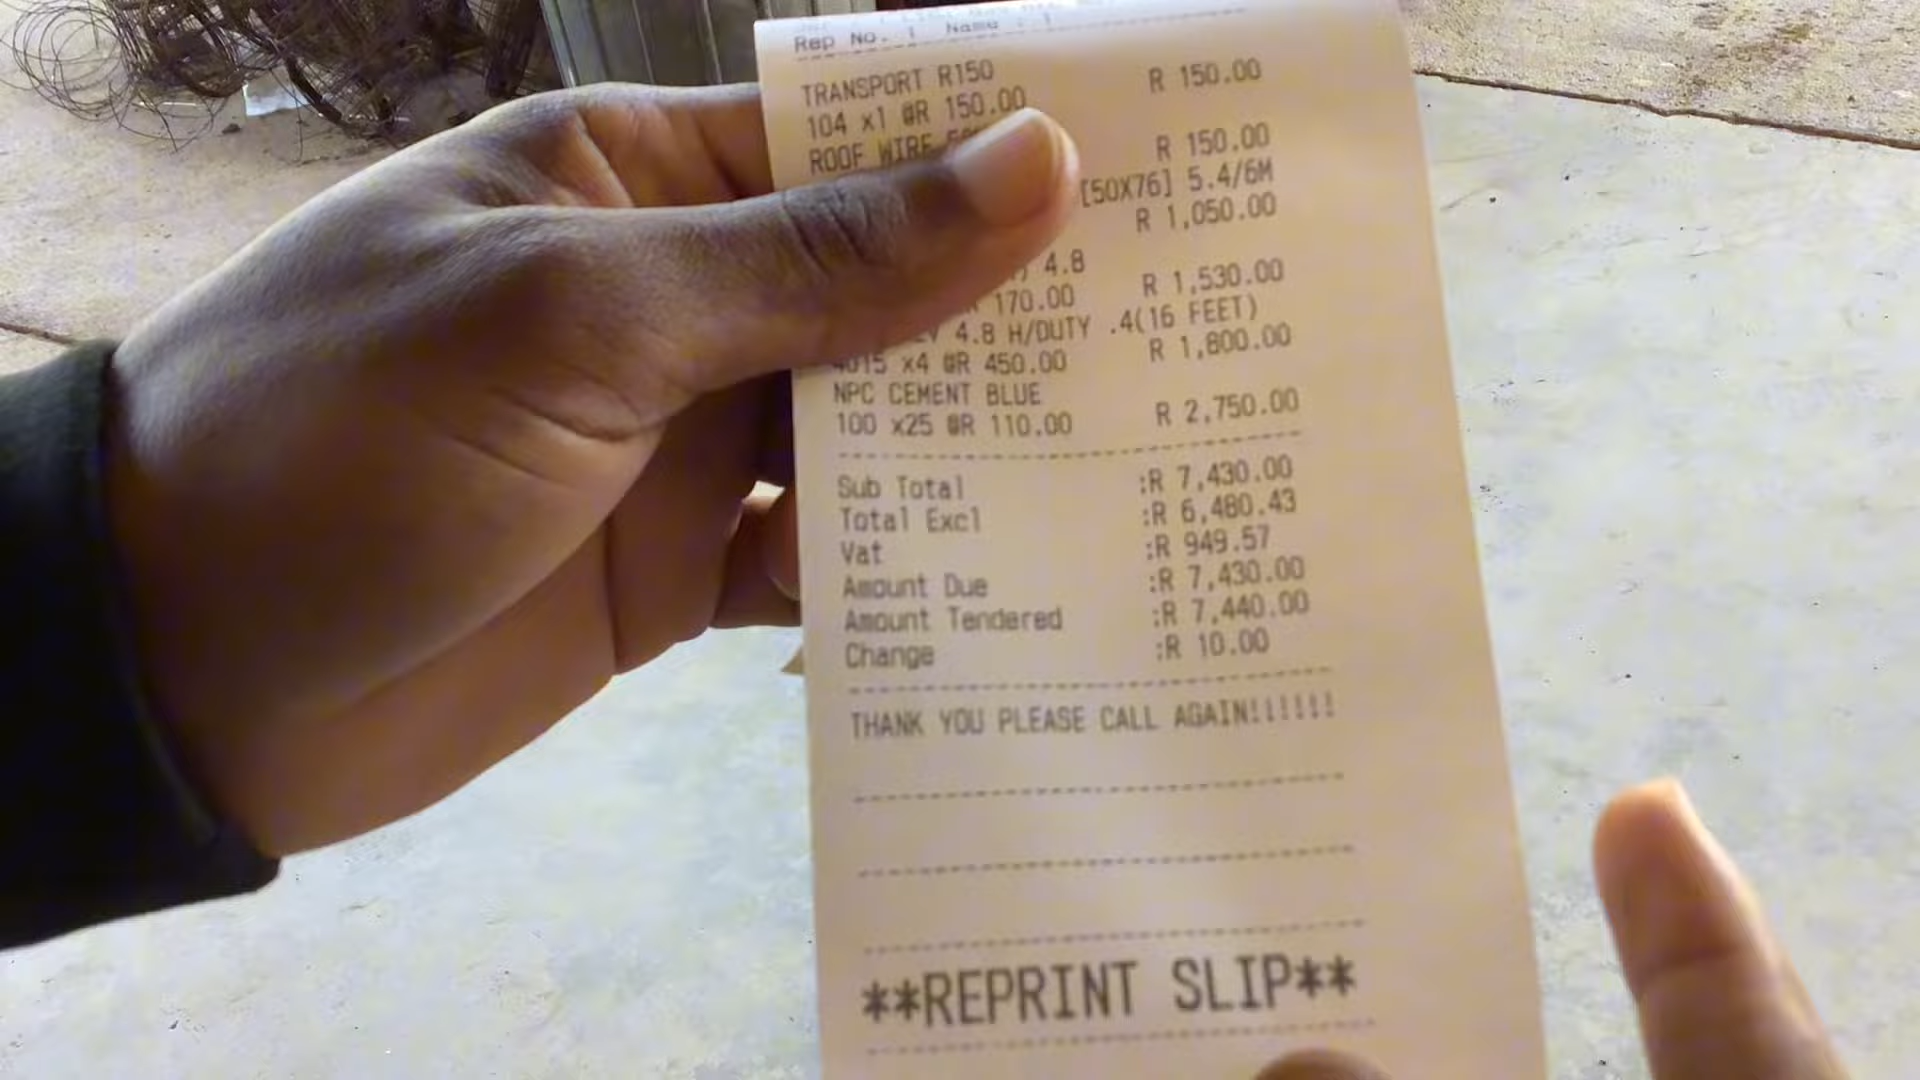 Rep No. 1 Name : 1
TRANSPORT R150
104 x1 @R 150.00 R 150.00
ROOF WIRE
R 150.00
[50X76] 5.4/6M
R 1,050.00
4.8
170.00 R 1,530.00
4.8 H/DUTY .4(16 FEET)
4015 x4 @R 450.00 R 1,800.00
NPC CEMENT BLUE
100 x25 @R 110.00 R 2,750.00
Sub Total :R 7,430.00
Total Excl :R 6,480.43
Vat :R 949.57
Amount Due :R 7,430.00
Amount Tendered :R 7,440.00
Change :R 10.00
THANK YOU PLEASE CALL AGAIN!!!!!!!
**REPRINT SLIP**